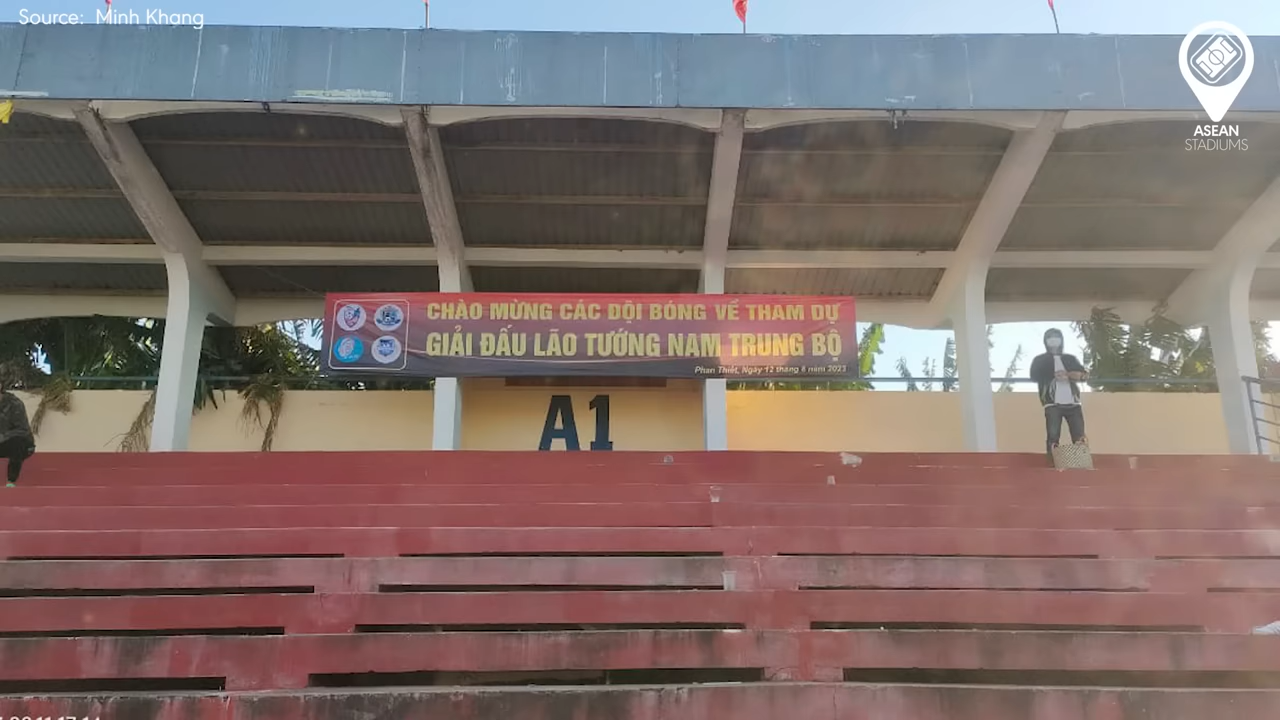 Source: Minh Khang
ASEAN
STADIUMS
CHÀO MỪNG CÁC ĐỘI BÓNG VỀ THAM DỰ
GIẢI ĐẤU LÃO TƯỚNG NAM TRUNG BỘ
Phan Thiết, Ngày 12 tháng 8 năm 2023
A1